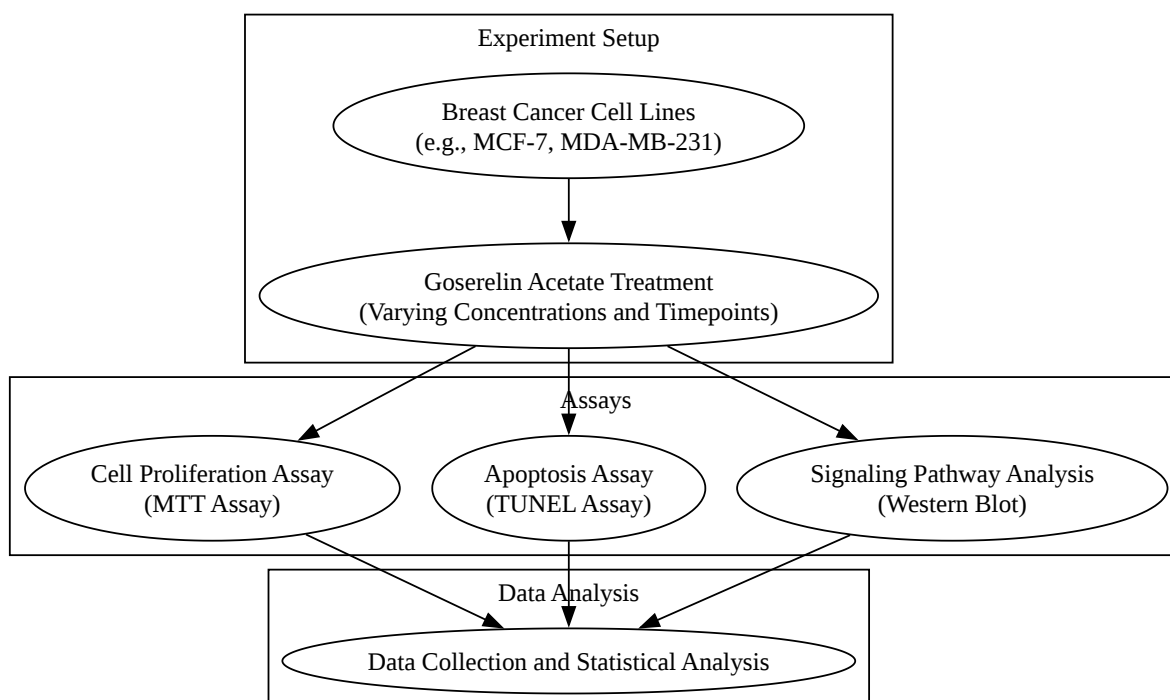 Experiment Setup
Breast Cancer Cell Lines
(e.g., MCF-7, MDA-MB-231)
Goserelin Acetate Treatment
(Varying Concentrations and Timepoints)
Assays
Cell Proliferation Assay
(MTT Assay)
Apoptosis Assay
(TUNEL Assay)
Signaling Pathway Analysis
(Western Blot)
Data Analysis
Data Collection and Statistical Analysis